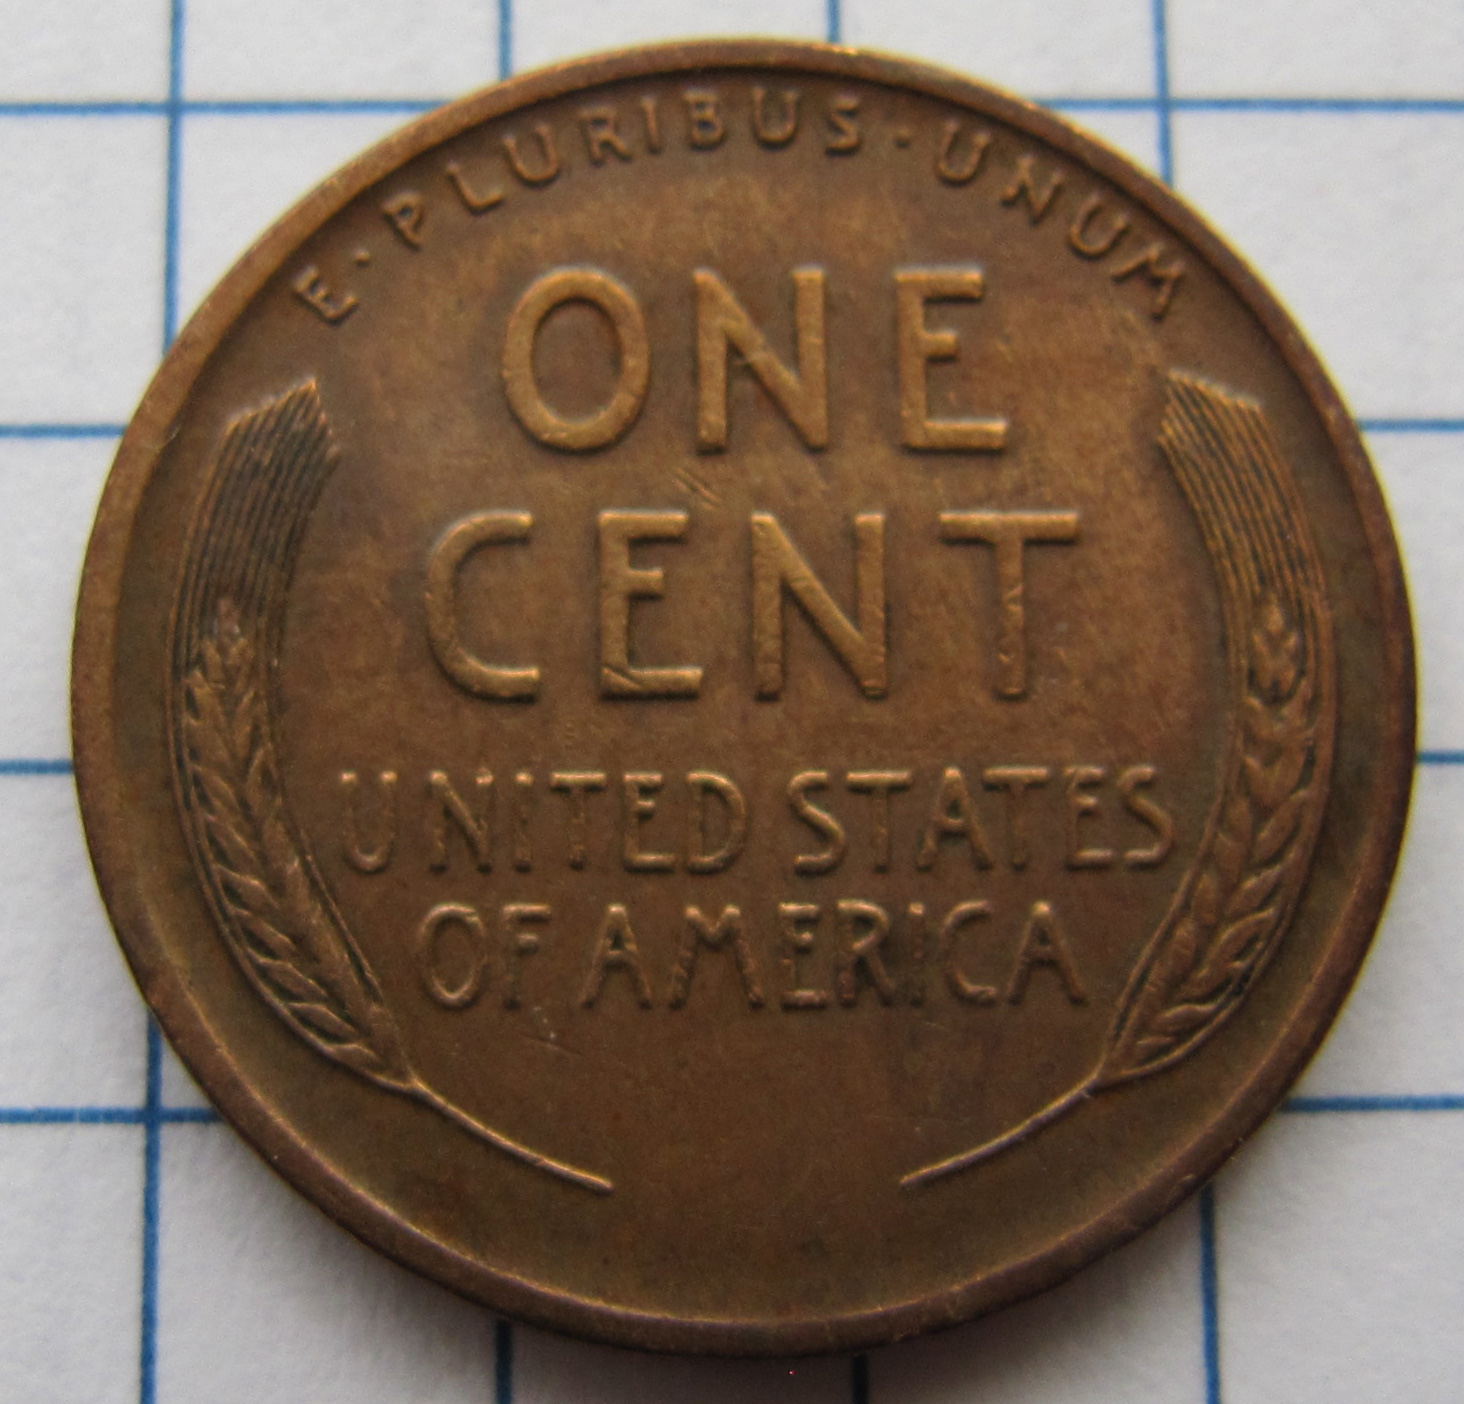 E·PLURIBUS·UNUM
ONE
CENT
UNITED STATES
OF AMERICA